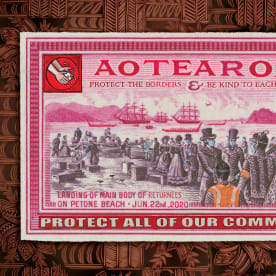 AOTEARO
PROTECT THE BORDERS & BE KIND TO EACH
LANDING OF MAIN BODY OF RETURNEES
ON PETONE BEACH - JUN 22nd, 2020
PROTECT ALL OF OUR COMM